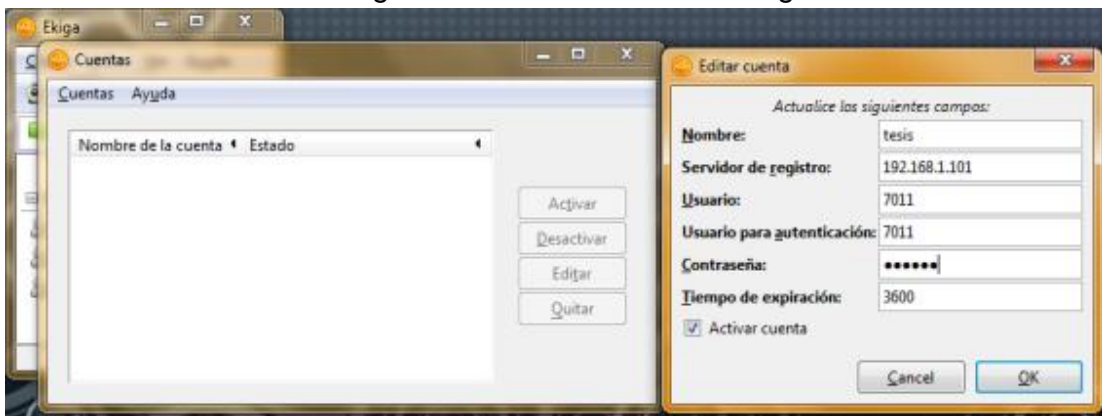 Ekiga
Cuentas
Cuentas Ayuda
Nombre de la cuenta Estado
Activar
Desactivar
Editar
Quitar
Editar cuenta
Actualice los siguientes campos:
Nombre: tesis
Servidor de registro: 192.168.1.101
Usuario: 7011
Usuario para autenticación: 7011
Contraseña: ••••••
Tiempo de expiración: 3600
Activar cuenta
Cancel OK